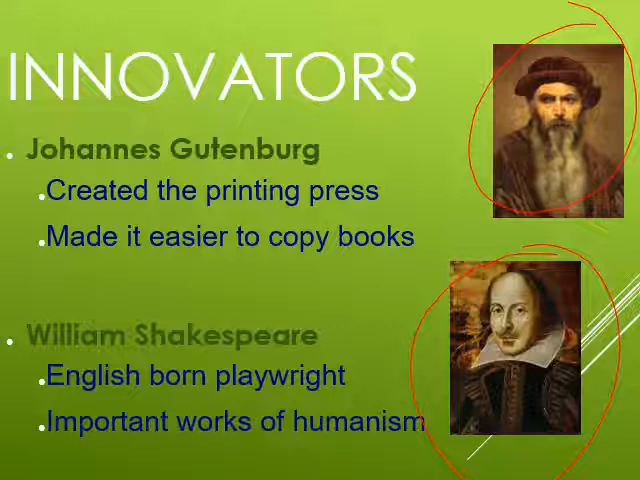 INNOVATORS
Johannes Gutenburg
Created the printing press
Made it easier to copy books
William Shakespeare
English born playwright
Important works of humanism